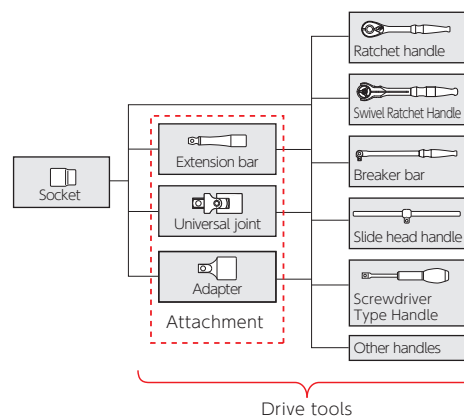 Socket
Extension bar
Universal joint
Adapter
Attachment
Ratchet handle
Swivel Ratchet Handle
Breaker bar
Slide head handle
Screwdriver
Type Handle
Other handles
Drive tools